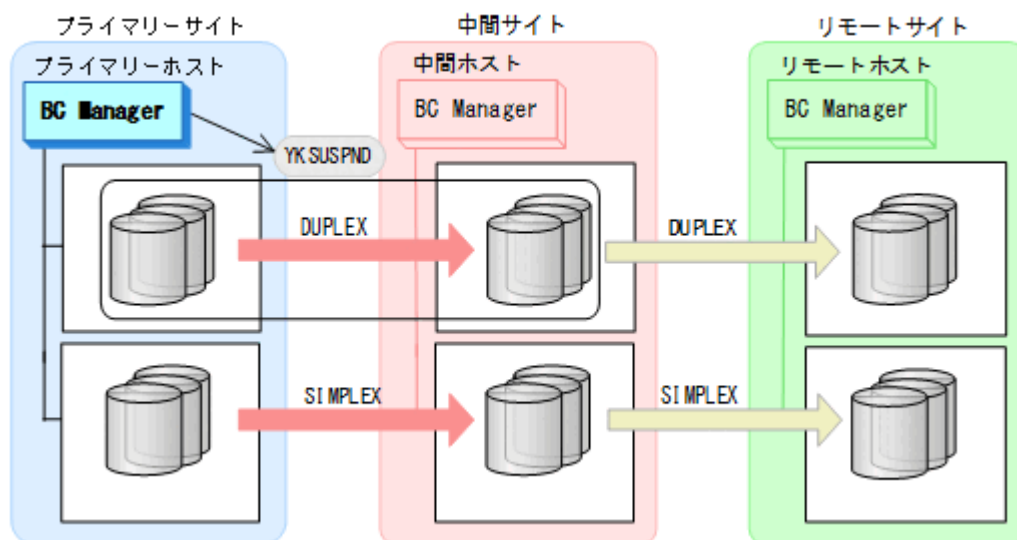 プライマリーサイト
中間サイト
リモートサイト
プライマリーホスト
中間ホスト
リモートホスト
BC Manager
BC Manager
BC Manager
YKSUSPND
DUPLEX
DUPLEX
SIMPLEX
SIMPLEX